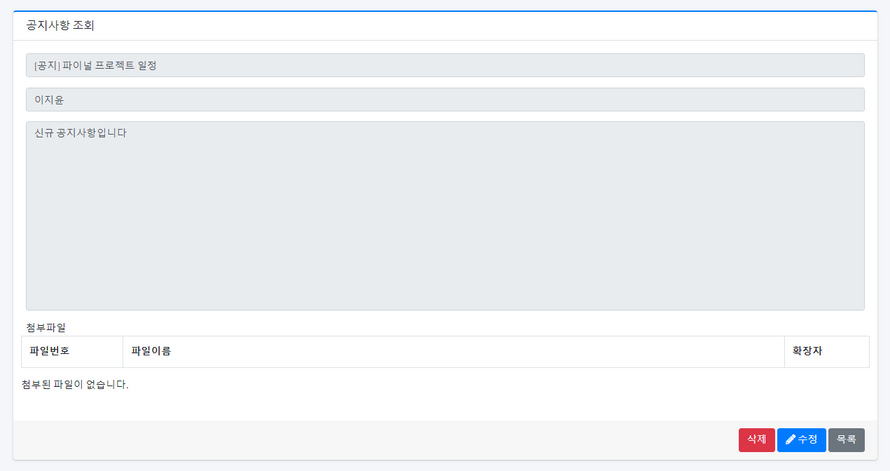 공지사항 조회
[공지] 파이널 프로젝트 일정
이지윤
신규 공지사항입니다
첨부파일
파일번호 파일이름 확장자
첨부된 파일이 없습니다.
삭제 수정 목록